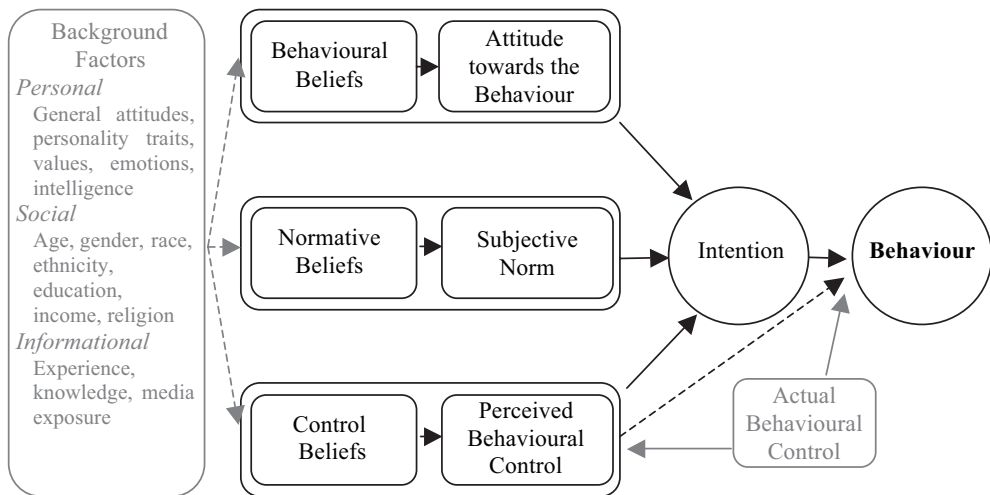 Background
Factors
Personal
General attitudes,
personality traits,
values, emotions,
intelligence
Social
Age, gender, race,
ethnicity,
education,
income, religion
Informational
Experience,
knowledge, media
exposure
Behavioural
Beliefs
Attitude
towards the
Behaviour
Normative
Beliefs
Subjective
Norm
Control
Beliefs
Perceived
Behavioural
Control
Intention
Behaviour
Actual
Behavioural
Control